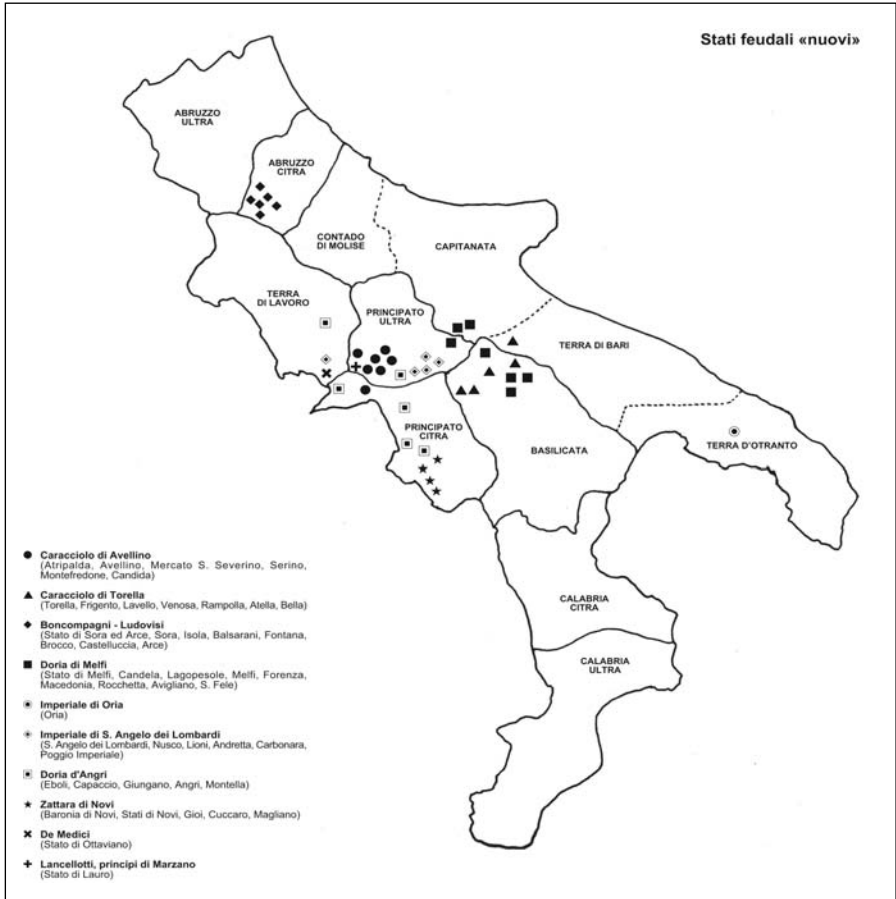 Stati feudali «nuovi»
ABRUZZO
ULTRA
ABRUZZO
CITRA
CONTADO
DI MOLISE
CAPITANATA
TERRA
DI LAVORO
PRINCIPATO
ULTRA
TERRA DI BARI
PRINCIPATO
CITRA
BASILICATA
TERRA D'OTRANTO
CALABRIA
CITRA
CALABRIA
ULTRA
Caracciolo di Avellino
(Atripalda, Avellino, Mercato S. Severino, Serino,
Montefredone, Candida)
Caracciolo di Torella
(Torella, Frigento, Lavello, Venosa, Rampolla, Atella, Bella)
Boncompagni - Ludovisi
(Stato di Sora ed Arce, Sora, Isola, Balsarani, Fontana,
Brocco, Castelluccia, Arce)
Doria di Melfi
(Stato di Melfi, Candela, Lagopesole, Melfi, Forenza,
Macedonia, Rocchetta, Avigliano, S. Fele)
Imperiale di Oria
(Oria)
Imperiale di S. Angelo dei Lombardi
(S. Angelo dei Lombardi, Nusco, Lioni, Andretta, Carbonara,
Poggio Imperiale)
Doria d'Angri
(Eboli, Capaccio, Giungano, Angri, Montella)
Zattara di Novi
(Baronia di Novi, Stati di Novi, Gioi, Cuccaro, Magliano)
De Medici
(Stato di Ottaviano)
Lancellotti, principi di Marzano
(Stato di Lauro)